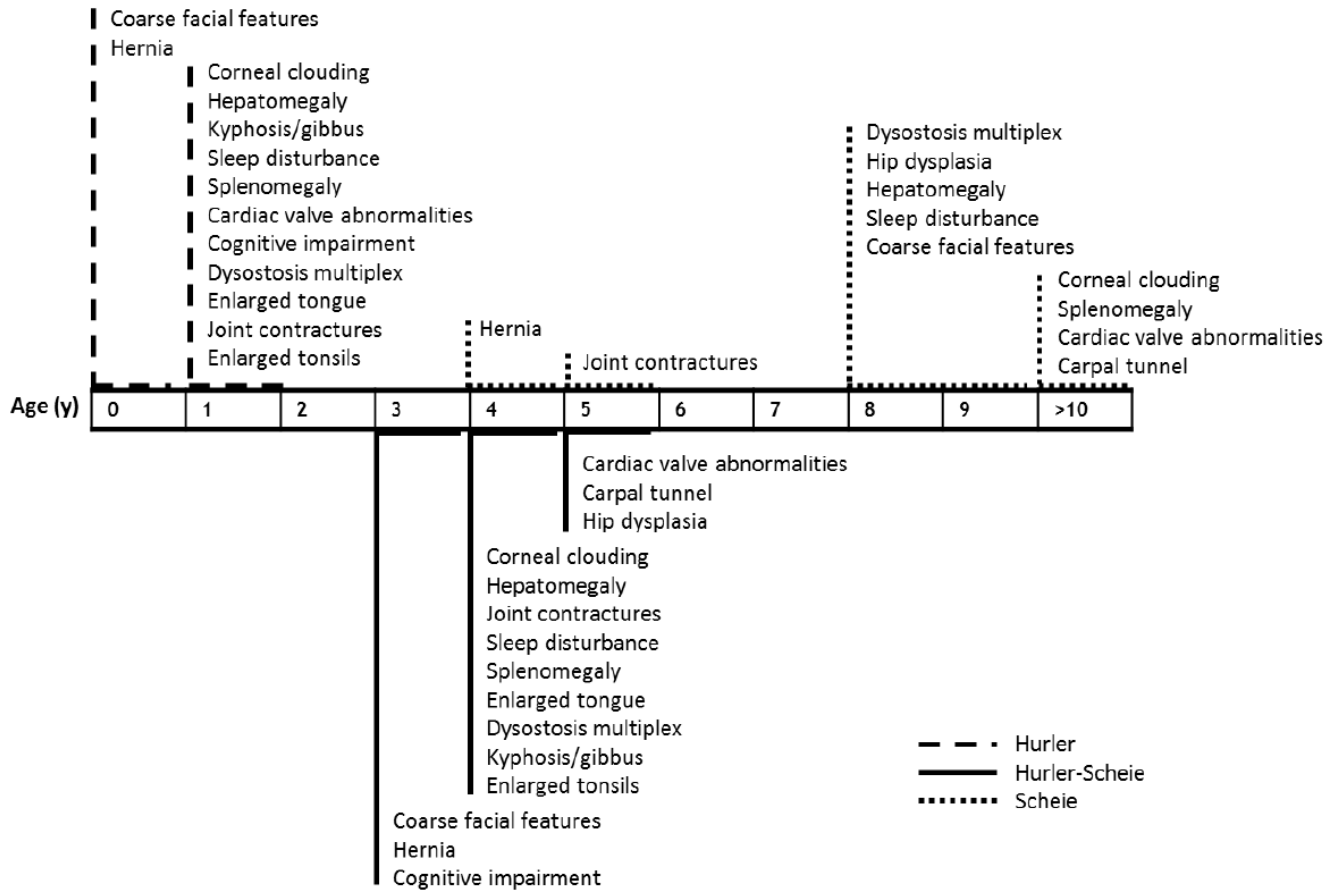 Coarse facial features
Hernia
Corneal clouding
Hepatomegaly
Kyphosis/gibbus
Sleep disturbance
Splenomegaly
Cardiac valve abnormalities
Cognitive impairment
Dysostosis multiplex
Enlarged tongue
Joint contractures
Enlarged tonsils
Hernia
Joint contractures
Dysostosis multiplex
Hip dysplasia
Hepatomegaly
Sleep disturbance
Coarse facial features
Corneal clouding
Splenomegaly
Cardiac valve abnormalities
Carpal tunnel
Age (y) 0 1 2 3 4 5 6 7 8 9 >10
Cardiac valve abnormalities
Carpal tunnel
Hip dysplasia
Corneal clouding
Hepatomegaly
Joint contractures
Sleep disturbance
Splenomegaly
Enlarged tongue
Dysostosis multiplex
Kyphosis/gibbus
Enlarged tonsils
Coarse facial features
Hernia
Cognitive impairment
Hurler
Hurler-Scheie
Scheie